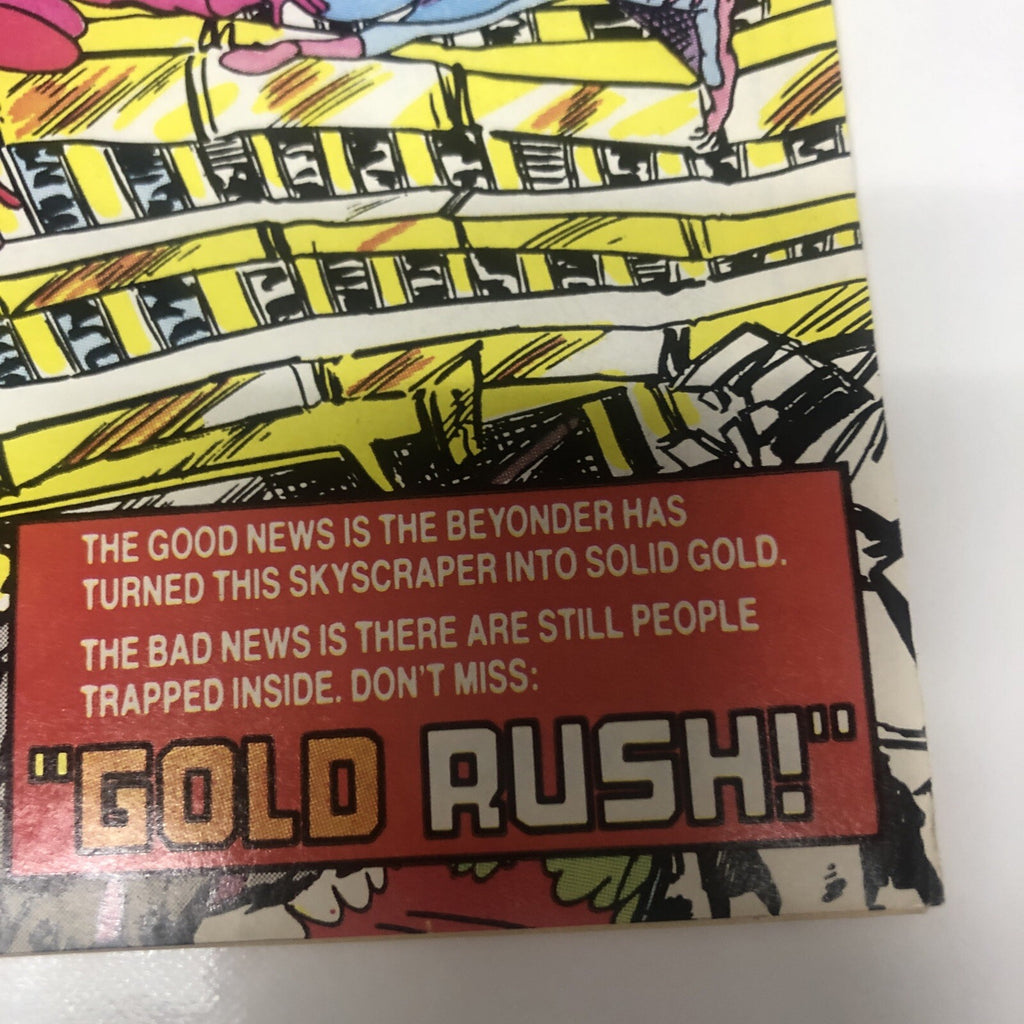 THE GOOD NEWS IS THE BEYONDER HAS
TURNED THIS SKYSCRAPER INTO SOLID GOLD.
THE BAD NEWS IS THERE ARE STILL PEOPLE
TRAPPED INSIDE. DON'T MISS:
"GOLD RUSH!"